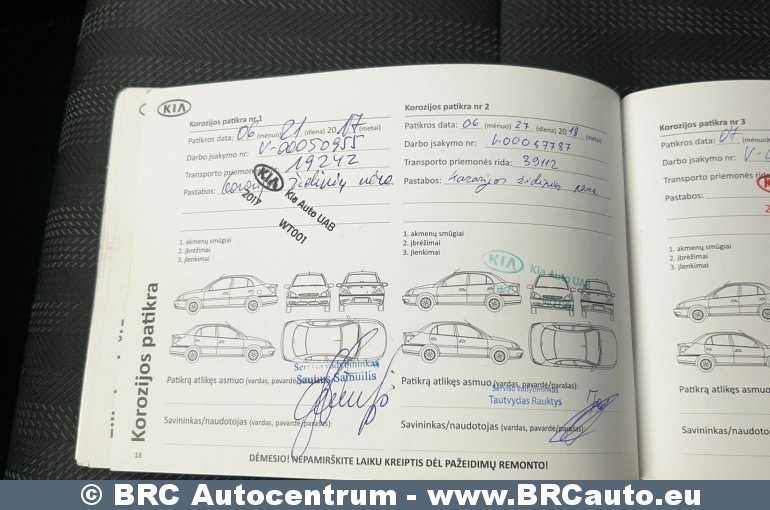 KIA
Korozijos patikra nr.1
Patikros data: 06 (mėnuo) 21 (diena) 2017 (metai)
Darbo įsakymo nr: V-00050955
Transporto priemonės 19242
Pastabos: židinių nėra
KIA Kia Auto UAB
2017 WT001
1. akmenų smūgiai
2. įbrėžimai
3. įlenkimai
Serviso vadybininkas
Saulius Samuilis
Patikrą atlikęs asmuo (vardas, pavardė/parašas):
Savininkas/naudotojas (vardas, pavardė/parašas):
Korozijos patikra nr 2
Patikros data: 06 (mėnuo) 27 (diena) 2018 (metai)
Darbo įsakymo nr: V-00047787
Transporto priemonės rida: 39112
Pastabos: Korozijos židinių nėra
1. akmenų smūgiai
2. įbrėžimai
3. įlenkimai
KIA Kia Auto UAB
Patikrą atlikęs asmuo (vardas, pavardė/parašas):
Serviso vadybininkas
Tautvydas Rauktys
Savininkas/naudotojas (vardas, pavardė/parašas):
Korozijos patikra
18
DĖMESIO! NEPAMIRŠKITE LAIKU KREIPTIS DĖL PAŽEIDIMŲ REMONTO!
Korozijos patikra nr 3
Patikros data: 07
Darbo įsakymo nr: V-0
Transporto priemonės rida
Pastabos:
1. akmenų smūgiai
2. įbrėžimai
3. įlenkimai
Patikrą atlikęs asmuo
Savininkas/naudotoj
© BRC Autocentrum - www.BRCauto.eu